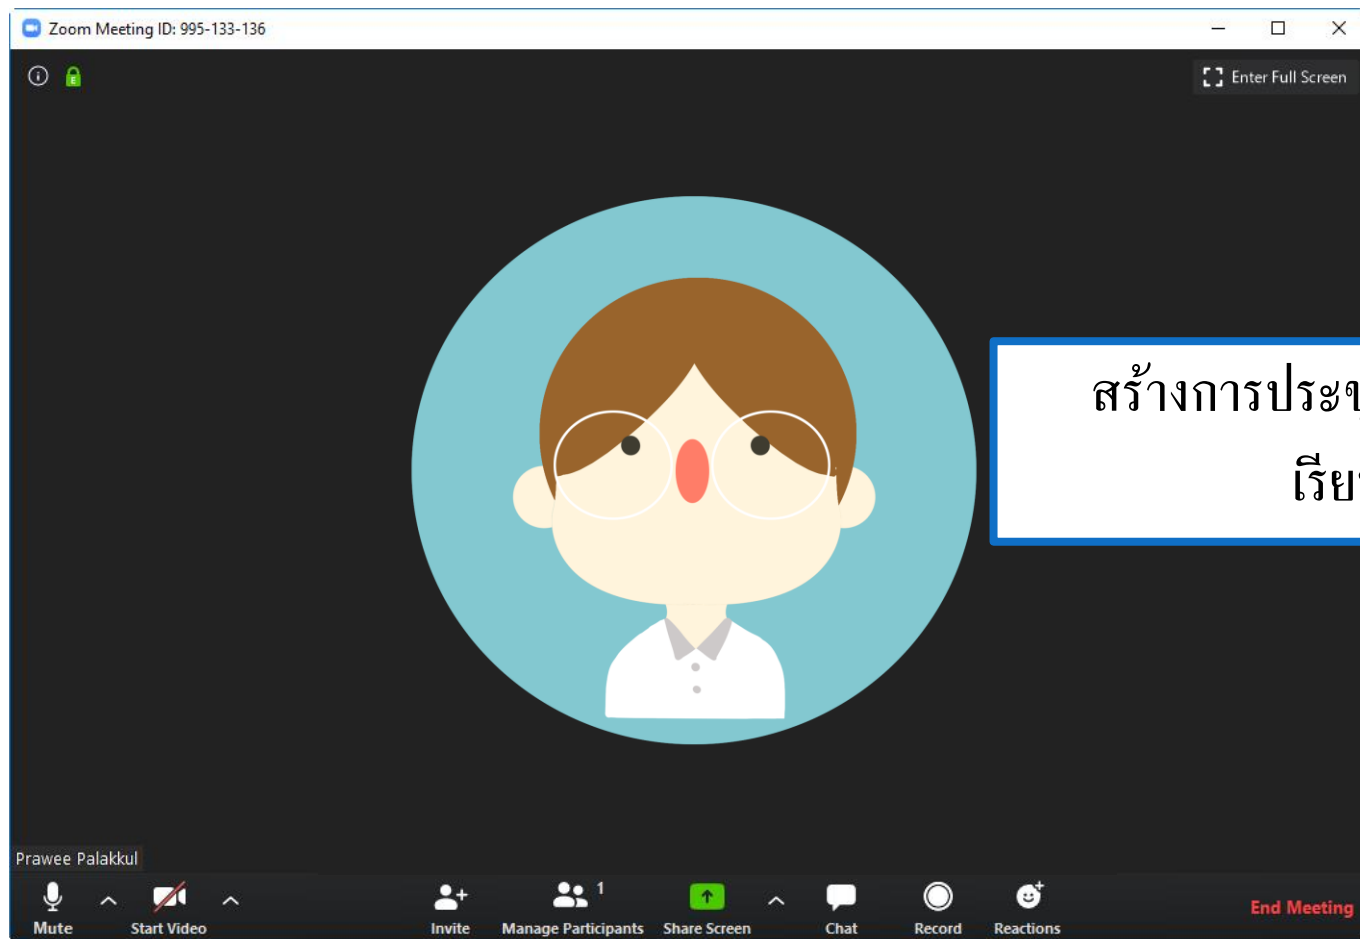 Zoom Meeting ID: 995-133-136
Enter Full Screen
สร้างการประ
เรีย
Prawee Palakkul
1
Mute
Start Video
Invite
Manage Participants
Share Screen
Chat
Record
Reactions
End Meeting